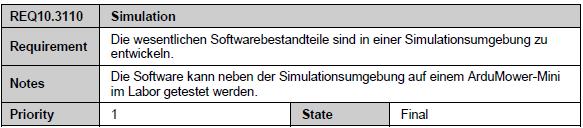 REQ10.3110 Simulation
Requirement Die wesentlichen Softwarebestandteile sind in einer Simulationsumgebung zu
entwickeln.
Notes Die Software kann neben der Simulationsumgebung auf einem ArduMower-Mini
im Labor getestet werden.
Priority 1 State Final